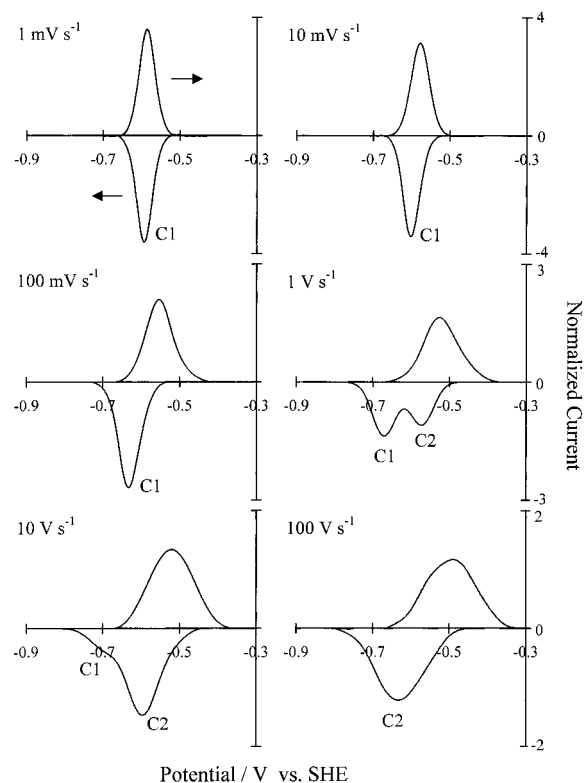 1 mV s-1
10 mV s-1
4
0
-4
-0.9 -0.7 -0.5 -0.3
-0.9 -0.7 -0.5 -0.3
C1
C1
100 mV s-1
1 V s-1
3
0
-3
-0.9 -0.7 -0.5 -0.3
-0.9 -0.7 -0.5 -0.3
C1
C1
C2
Normalized Current
10 V s-1
100 V s-1
2
0
-2
-0.9 -0.7 -0.5 -0.3
-0.9 -0.7 -0.5 -0.3
C1
C2
C2
Potential / V vs. SHE